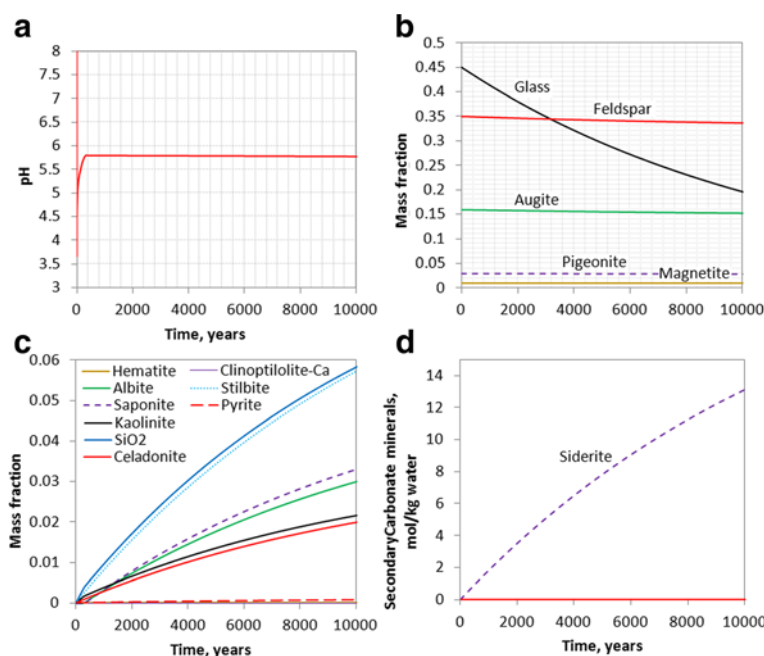 a
8
7.5
7
6.5
6
5.5
5
4.5
4
3.5
3
pH
0 2000 4000 6000 8000 10000
Time, years
b
0.5
0.45
0.4
0.35
0.3
0.25
0.2
0.15
0.1
0.05
0
Mass fraction
Glass
Feldspar
Augite
Pigeonite
Magnetite
0 2000 4000 6000 8000 10000
Time, years
c
0.06
0.05
0.04
0.03
0.02
0.01
0
Mass fraction
Hematite Clinoptilolite-Ca
Albite Stilbite
Saponite Pyrite
Kaolinite
SiO2
Celadonite
0 2000 4000 6000 8000 10000
Time, years
d
14
12
10
8
6
4
2
0
SecondaryCarbonate minerals,
mol/kg water
Siderite
0 2000 4000 6000 8000 10000
Time, years